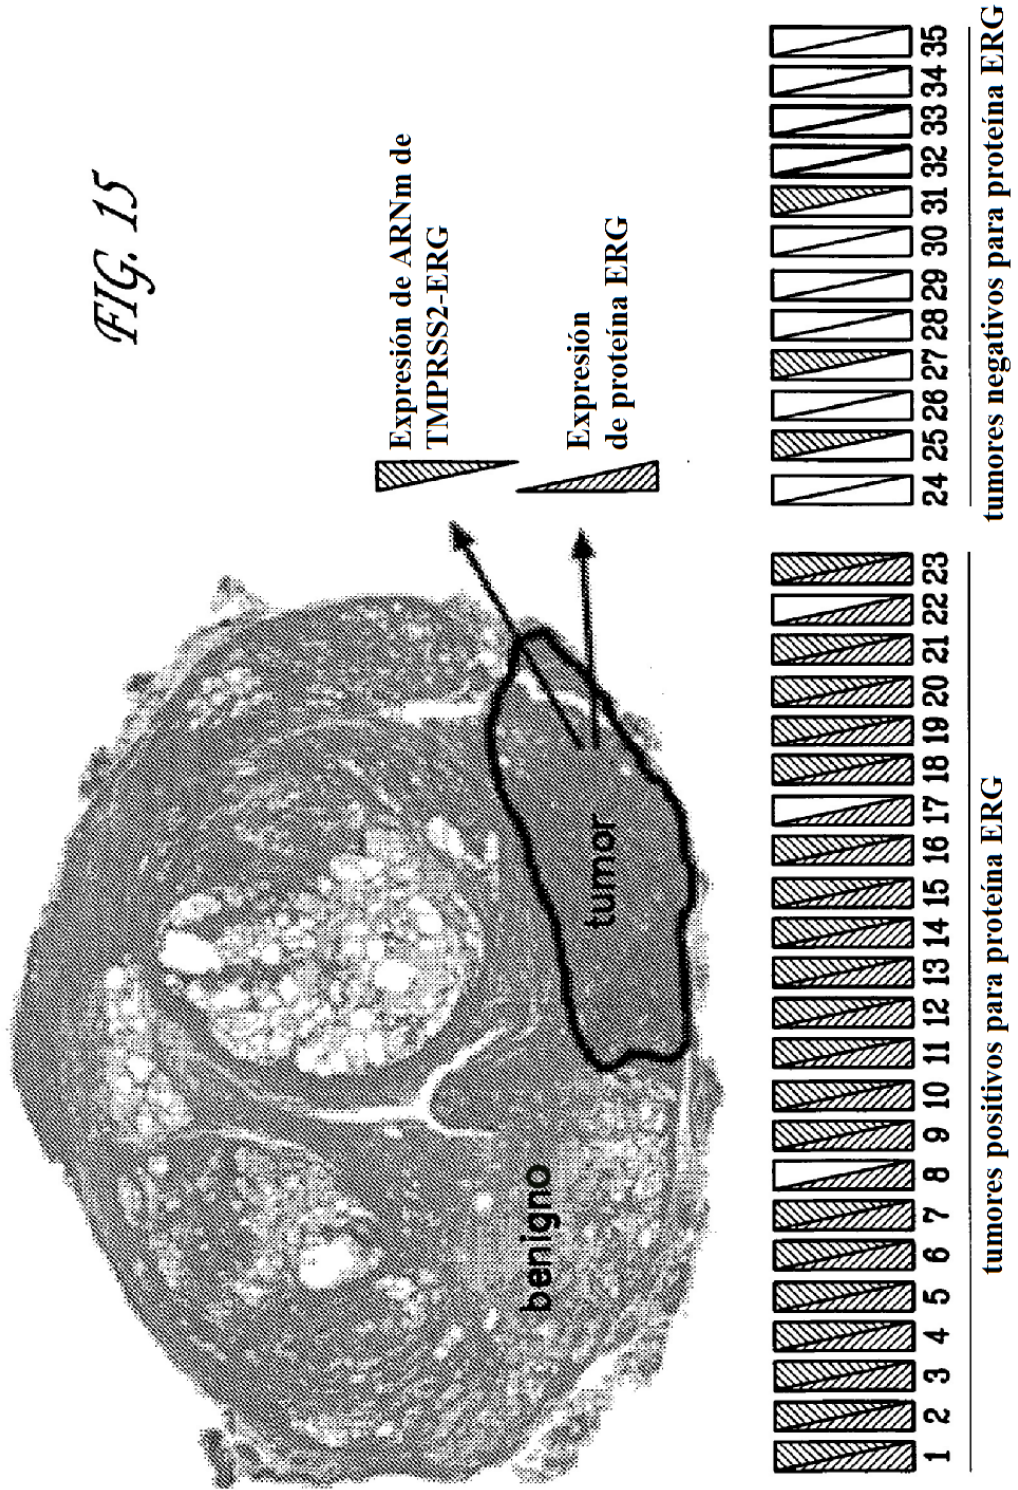 FIG. 15
Expresión de ARNm de
TMPRSS2-ERG
Expresión
de proteína ERG
benigno
tumor
1 2 3 4 5 6 7 8 9 10 11 12 13 14 15 16 17 18 19 20 21 22 23 24 25 26 27 28 29 30 31 32 33 34 35
tumores positivos para proteína ERG
tumores negativos para proteína ERG